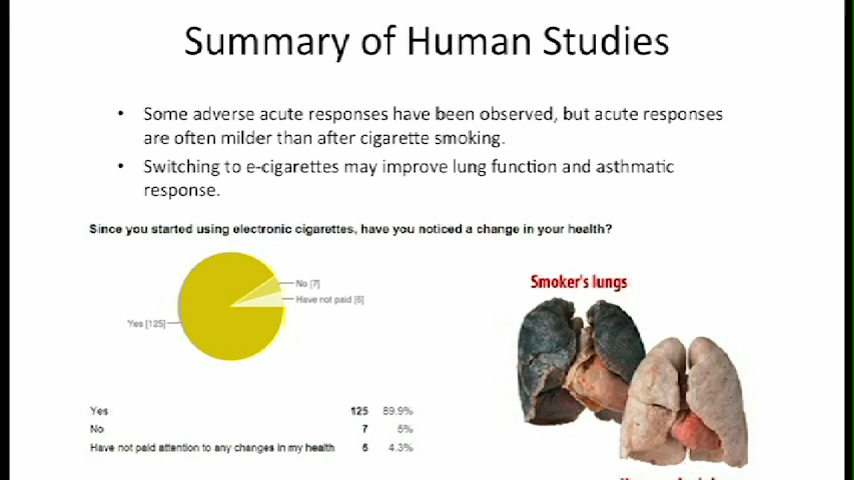 Summary of Human Studies
• Some adverse acute responses have been observed, but acute responses
are often milder than after cigarette smoking.
• Switching to e-cigarettes may improve lung function and asthmatic
response.
Since you started using electronic cigarettes, have you noticed a change in your health?
No [7]
Have not paid [6]
Yes [125]
Smoker's lungs
Yes 125 89.9%
No 7 5%
Have not paid attention to any changes in my health 6 4.3%